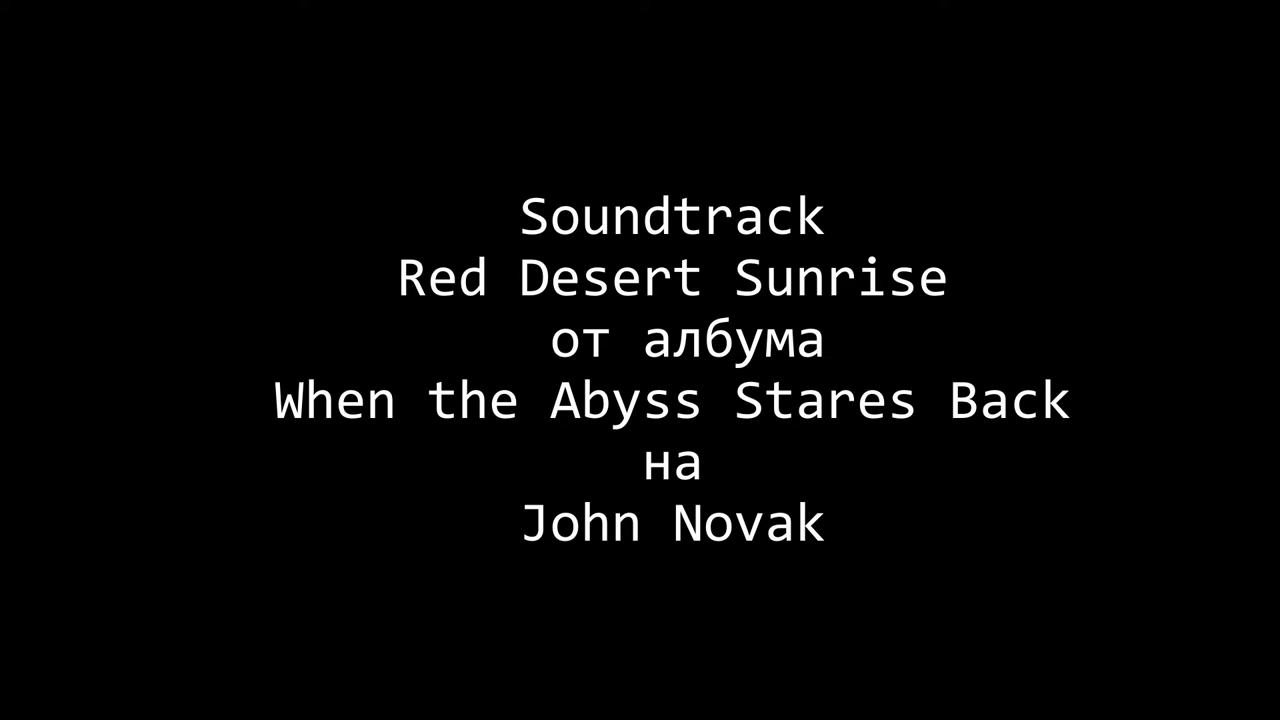 Soundtrack
Red Desert Sunrise
от албума
When the Abyss Stares Back
на
John Novak